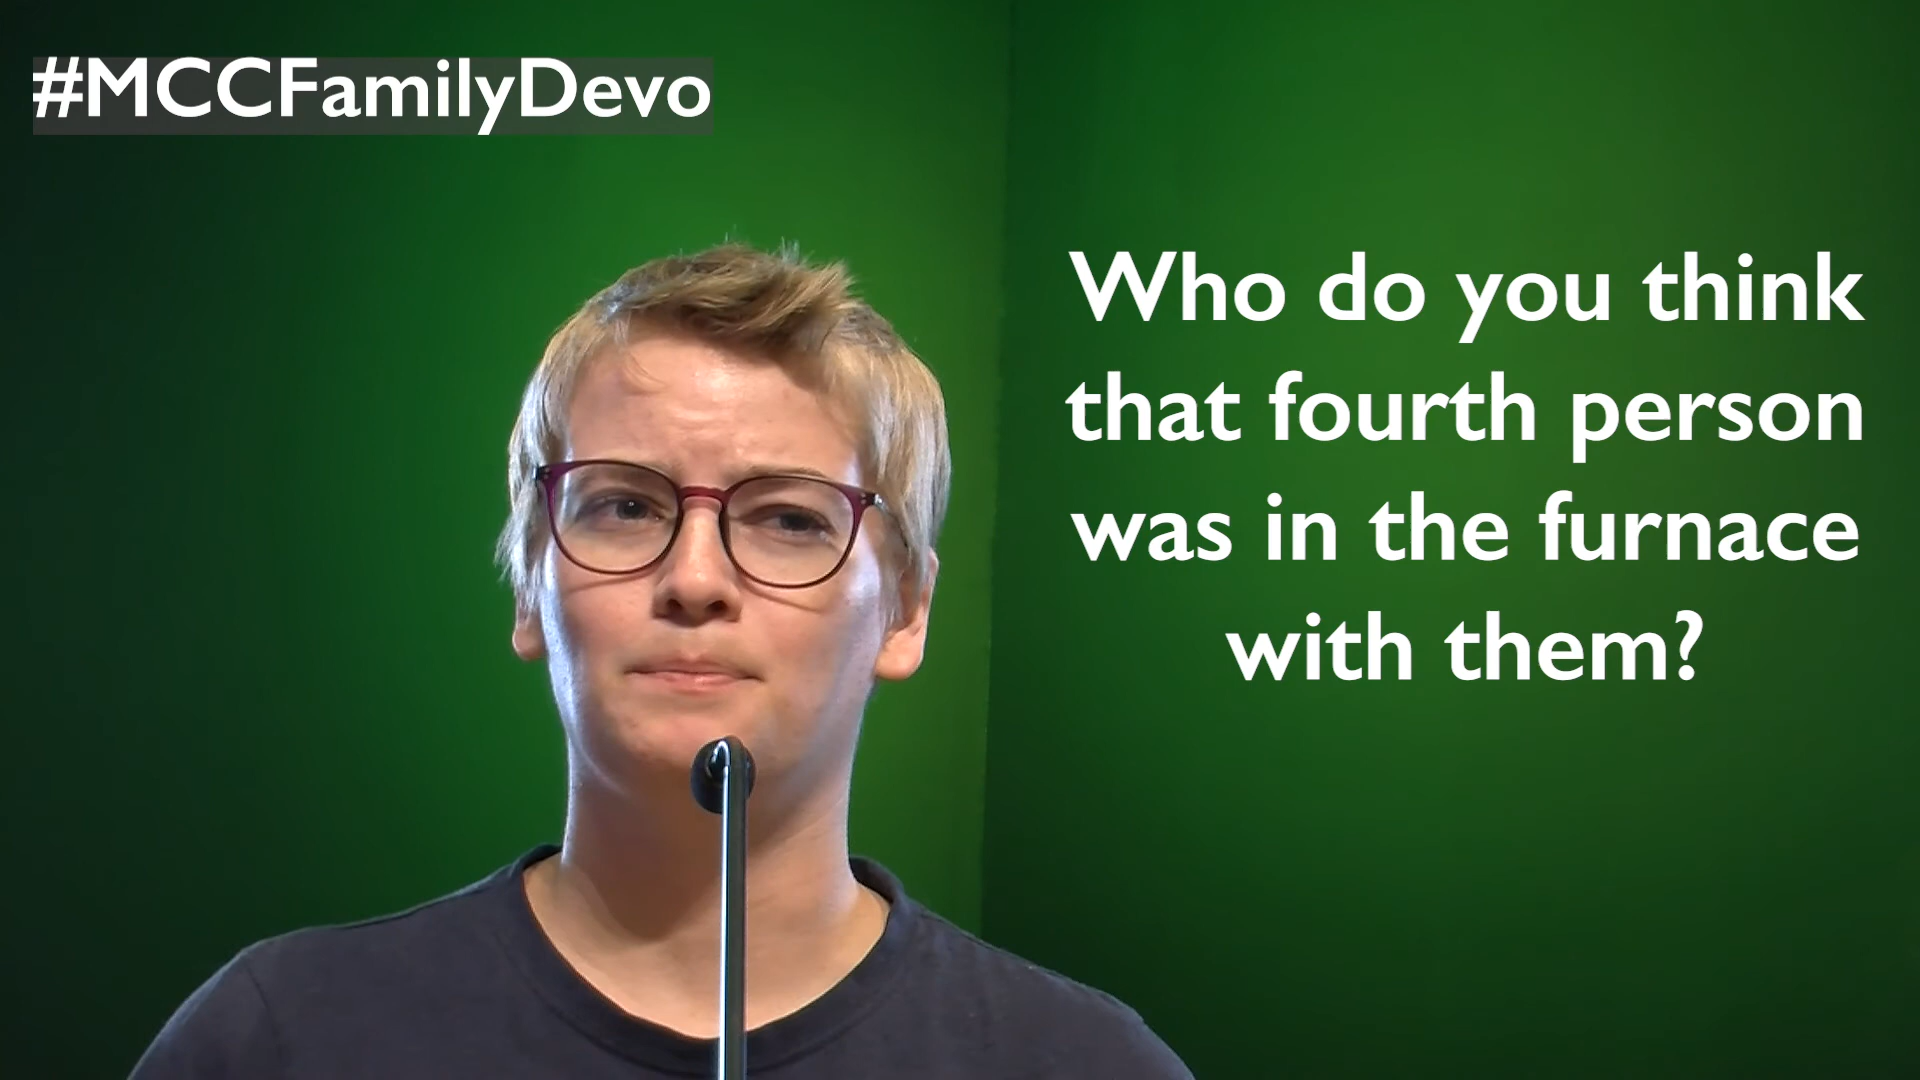 #MCCFamilyDevo
Who do you think
that fourth person
was in the furnace
with them?